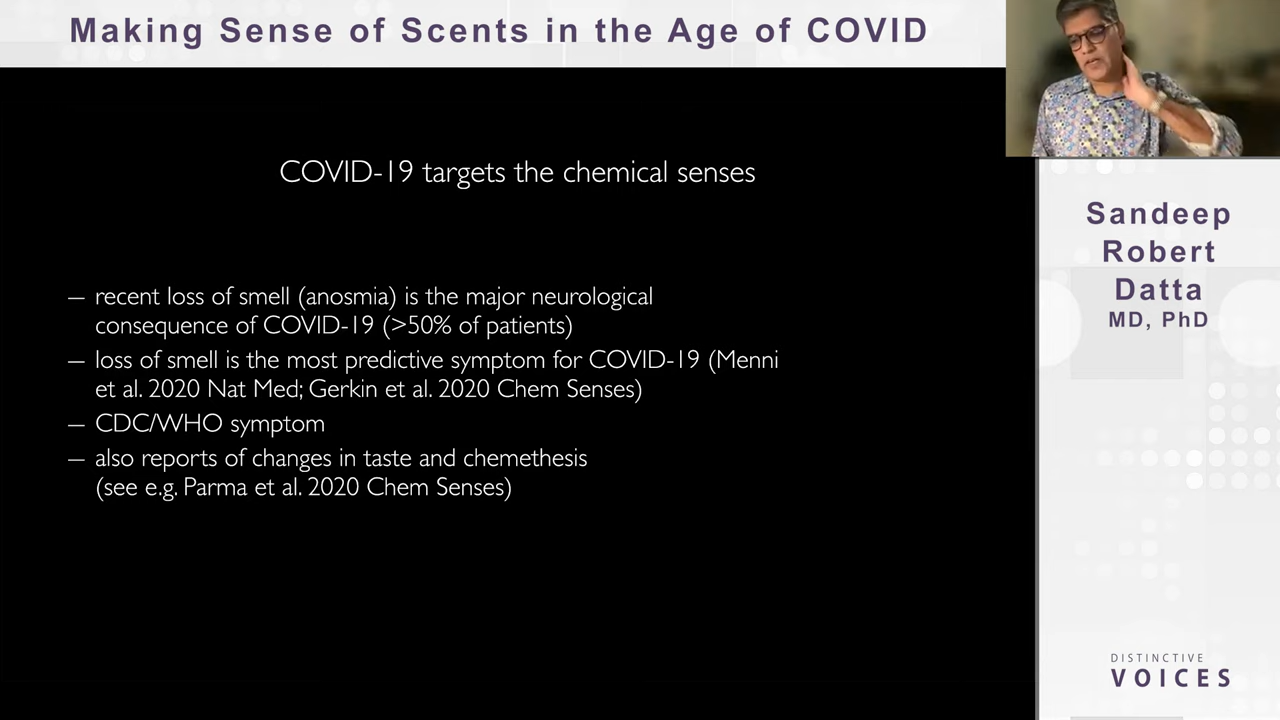 Making Sense of Scents in the Age of COVID
COVID-19 targets the chemical senses
— recent loss of smell (anosmia) is the major neurological
consequence of COVID-19 (>50% of patients)
— loss of smell is the most predictive symptom for COVID-19 (Menni
et al. 2020 Nat Med; Gerkin et al. 2020 Chem Senses)
— CDC/WHO symptom
— also reports of changes in taste and chemethesis
(see e.g. Parma et al. 2020 Chem Senses)
Sandeep
Robert
Datta
MD, PhD
DISTINCTIVE
VOICES